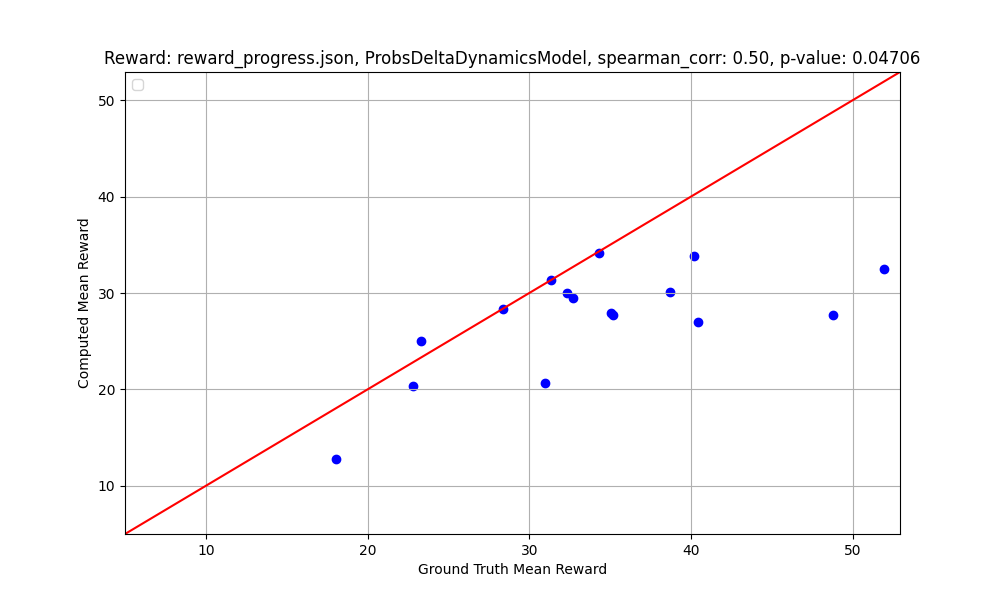 Reward: reward_progress.json, ProbsDeltaDynamicsModel, spearman_corr: 0.50, p-value: 0.04706
50
40
30
20
10
Computed Mean Reward
10 20 30 40 50
Ground Truth Mean Reward